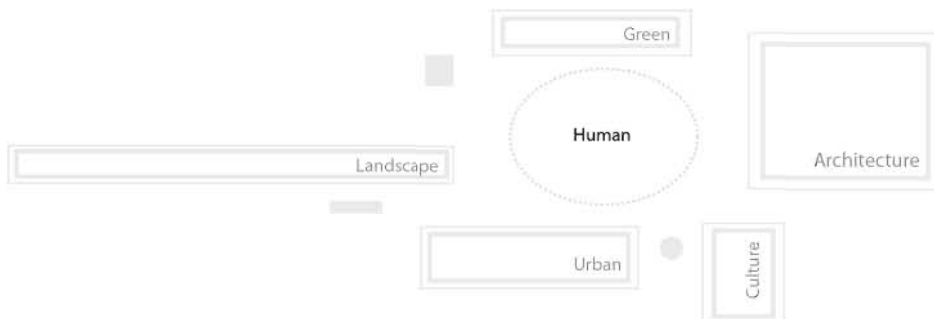 Green
Human
Architecture
Landscape
Urban
Culture